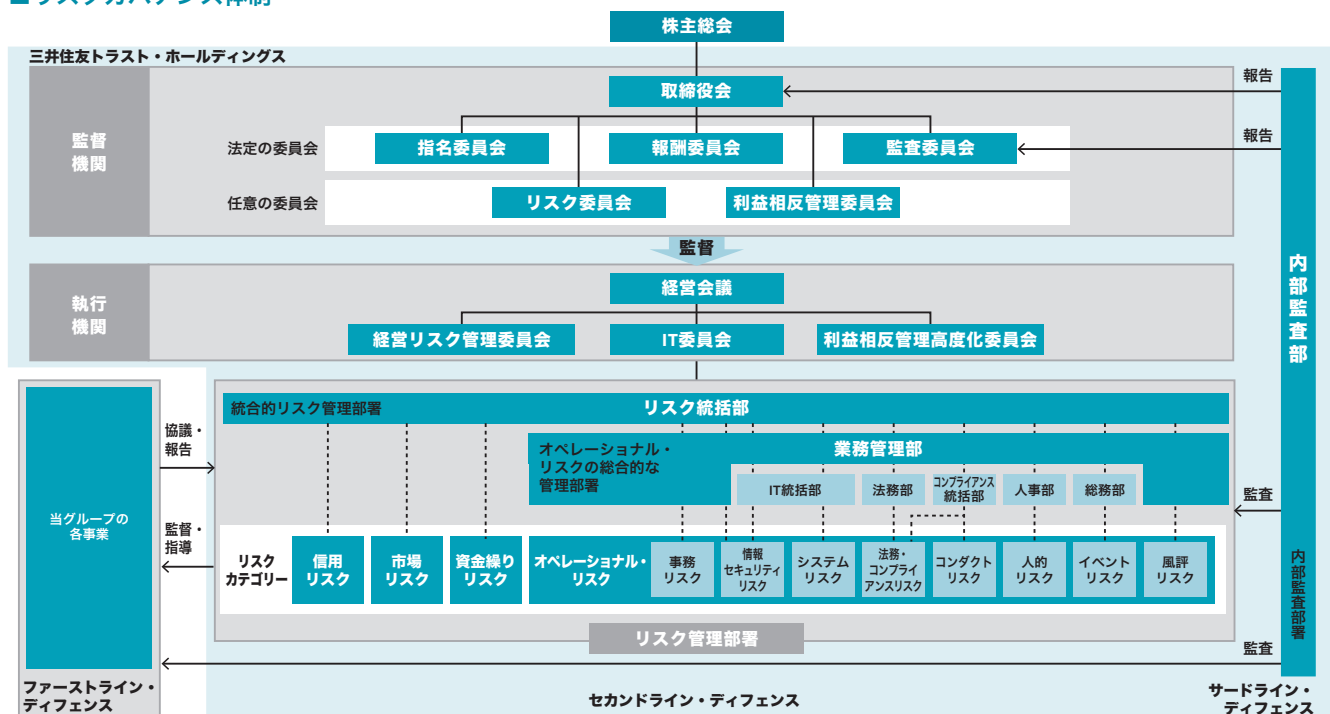 ■リスクガバナンス体制
株主総会
三井住友トラスト・ホールディングス
取締役会
報告
監督
機関
法定の委員会
指名委員会
報酬委員会
監査委員会
報告
任意の委員会
リスク委員会
利益相反管理委員会
監督
執行
機関
経営会議
経営リスク管理委員会
IT委員会
利益相反管理高度化委員会
内部監査部
統合的リスク管理部署
リスク統括部
オペレーショナル・
リスクの総合的な
管理部署
業務管理部
IT統括部
法務部
コンプライアンス
統括部
人事部
総務部
協議・
報告
監督・
指導
当グループの
各事業
監査
リスク
カテゴリー
信用
リスク
市場
リスク
資金繰り
リスク
オペレーショナル・
リスク
事務
リスク
情報
セキュリティ
リスク
システム
リスク
法務・
コンプライ
アンスリスク
コンダクト
リスク
人的
リスク
イベント
リスク
風評
リスク
内部監査部署
リスク管理部署
監査
ファーストライン・
ディフェンス
セカンドライン・ディフェンス
サードライン・
ディフェンス